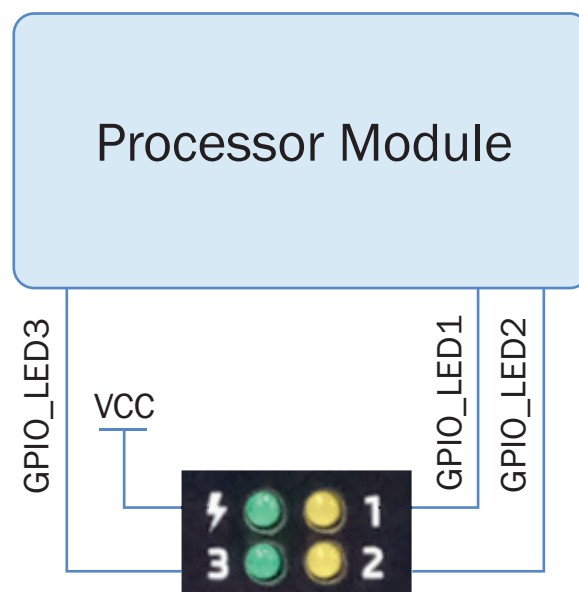 Processor Module
GPIO_LED3
VCC
GPIO_LED1
GPIO_LED2
1
3
2